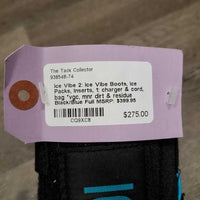 The Tack Collector
938548-74
Ice Vibe 2: Ice Vibe Boots, Ice
Packs, Inserts, 1: charger & cord,
bag *vgc, mnr dirt & residue
Black/Blue Full MSRP: $399.95
$275.00
CQ9XC8